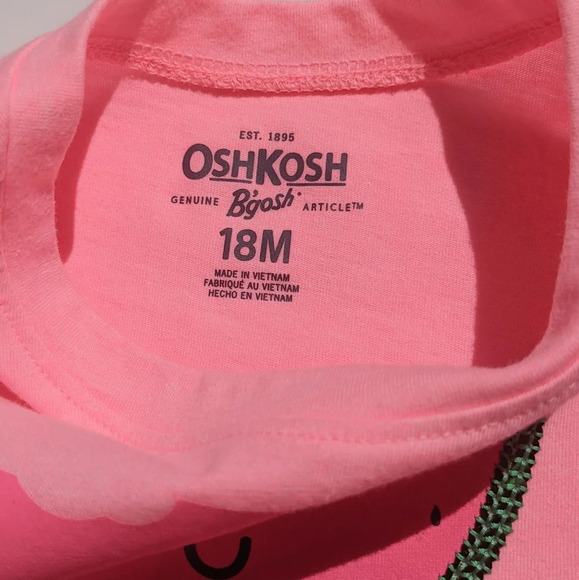 EST. 1895
OSHKOSH
GENUINE B'gosh® ARTICLE™
18M
MADE IN VIETNAM
FABRIQUÉ AU VIETNAM
HECHO EN VIETNAM